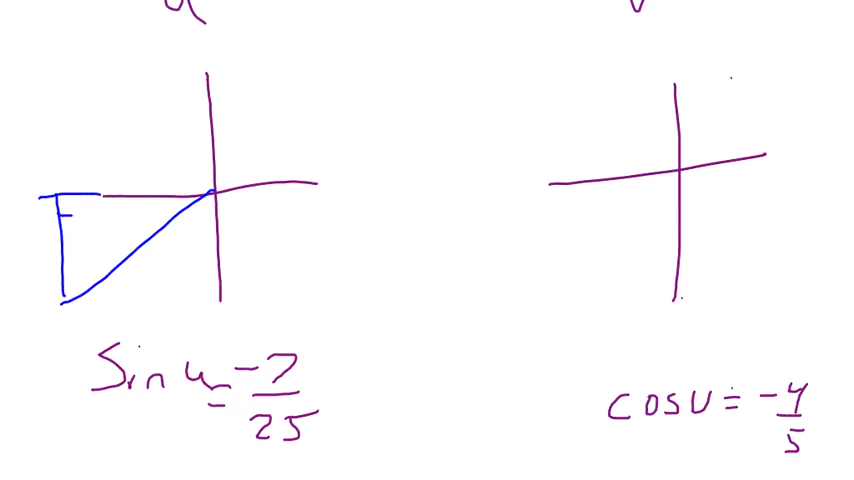 u v
sin u = -7/25
cos v = -4/5